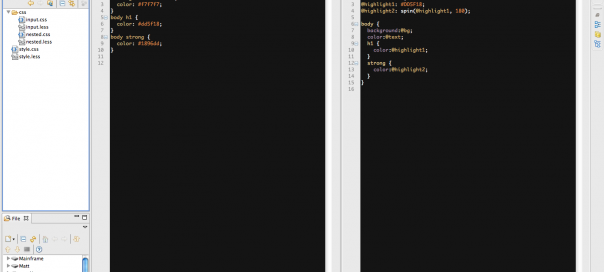 css
input.css
input.less
nested.css
nested.less
style.css
style.less
File
Mainframe
Matt
3 color: #f7f7f7;
4 }
5 body h1 {
6 color: #dd5f18;
7 }
8 body strong {
9 color: #1896dd;
10 }
11
12
3 @highlight1: #DD5F18;
4 @highlight2: spin(@highlight1, 180);
5
6 body {
7 background:@bg;
8 color:@text;
9 h1 {
10 color:@highlight1;
11 }
12 strong {
13 color:@highlight2;
14 }
15 }
16